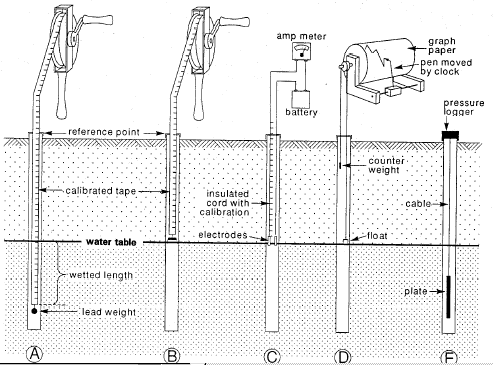 amp meter
graph
paper
pen moved
by clock
battery
pressure
logger
reference point
counter
weight
calibrated tape
insulated
cord with
calibration
cable
electrodes
float
water table
wetted length
plate
lead weight
A
B
C
D
E